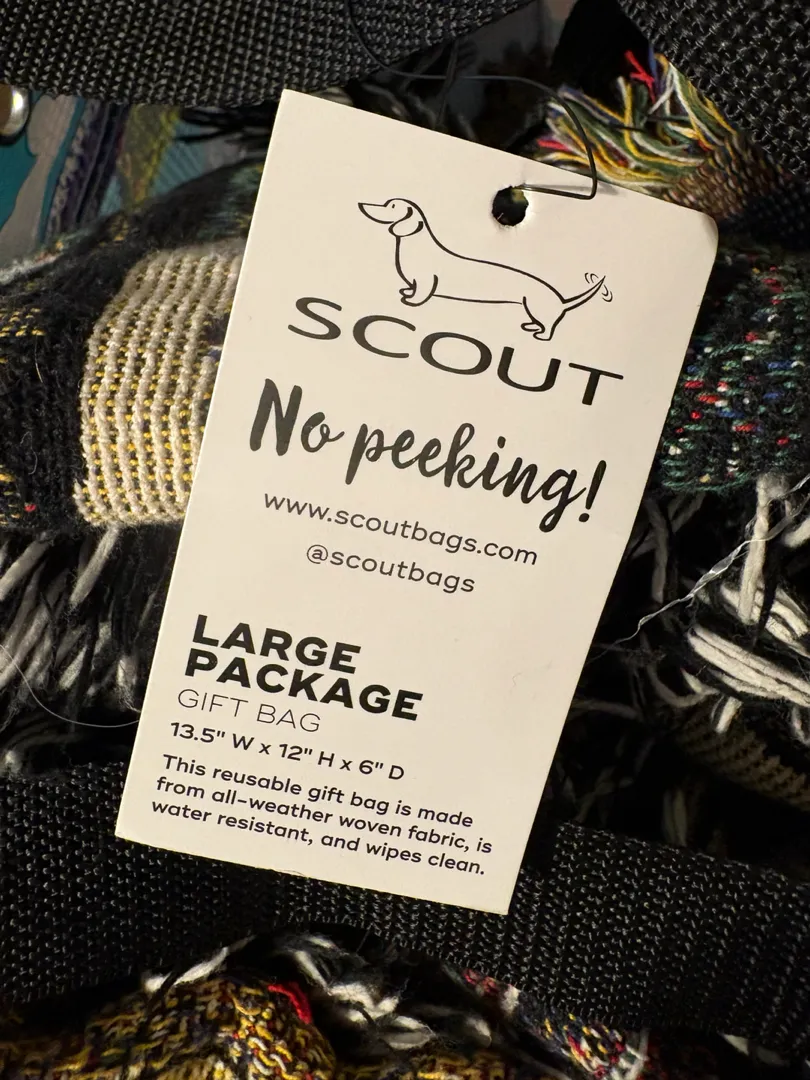 SCOUT
No peeking!
www.scoutbags.com
@scoutbags
LARGE
PACKAGE
GIFT BAG
13.5" W x 12" H x 6" D
This reusable gift bag is made
from all-weather woven fabric, is
water resistant, and wipes clean.